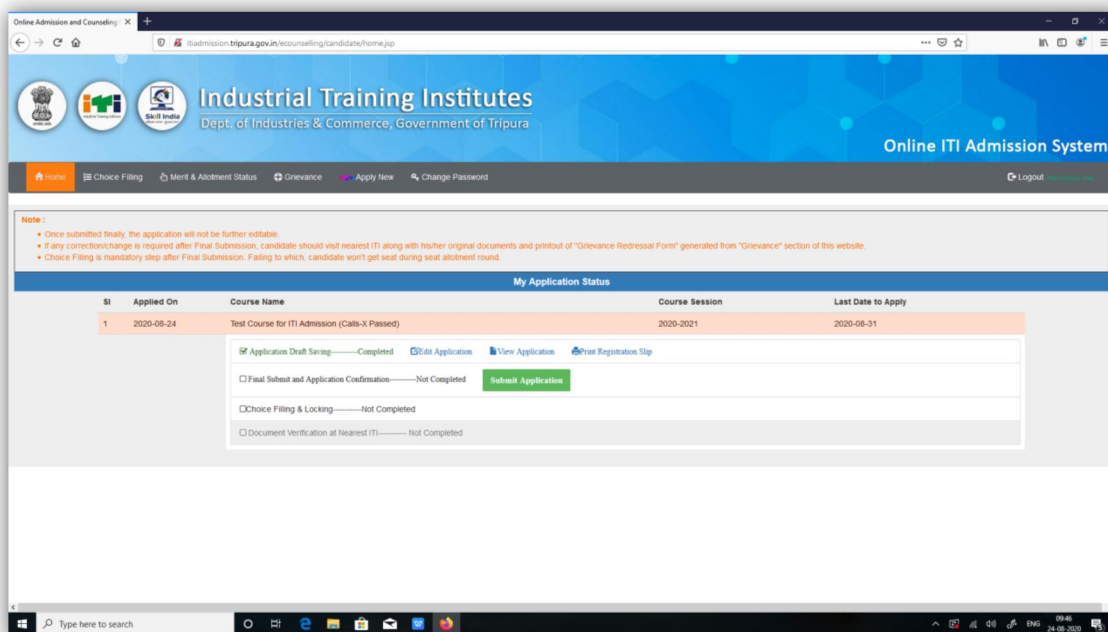 Online Admission and Counseling
itiadmission.tripura.gov.in/ecounselling/candidate/home.jsp
iti
Skill India
Industrial Training Institutes
Dept. of Industries & Commerce, Government of Tripura
Online ITI Admission System
Home Choice Filling Merit & Allotment Status Grievance Apply New Change Password Logout
Note :
Once submitted finally, the application will not be further editable.
If any correction/change is required after Final Submission, candidate should visit nearest ITI along with his/her original documents and printout of "Grievance Redressal Form" generated from "Grievance" section of this website.
Choice Filling is mandatory step after Final Submission. Failing to which, candidate won't get seat during seat allotment round.
My Application Status
Sl Applied On Course Name Course Session Last Date to Apply
1 2020-08-24 Test Course for ITI Admission (Calls-X Passed) 2020-2021 2020-08-31
Application Draft Saving----------Completed Edit Application View Application Print Registration Slip
Final Submit and Application Confirmation----------Not Completed Submit Application
Choice Filling & Locking----------Not Completed
Document Verification at Nearest ITI---------- Not Completed
Type here to search
ENG
09:46
24-08-2020